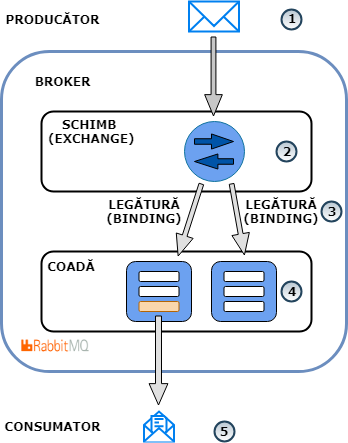 PRODUCĂTOR
1
BROKER
SCHIMB
(EXCHANGE)
2
LEGĂTURĂ
(BINDING)
LEGĂTURĂ
(BINDING)
3
COADĂ
4
RabbitMQ
CONSUMATOR
5